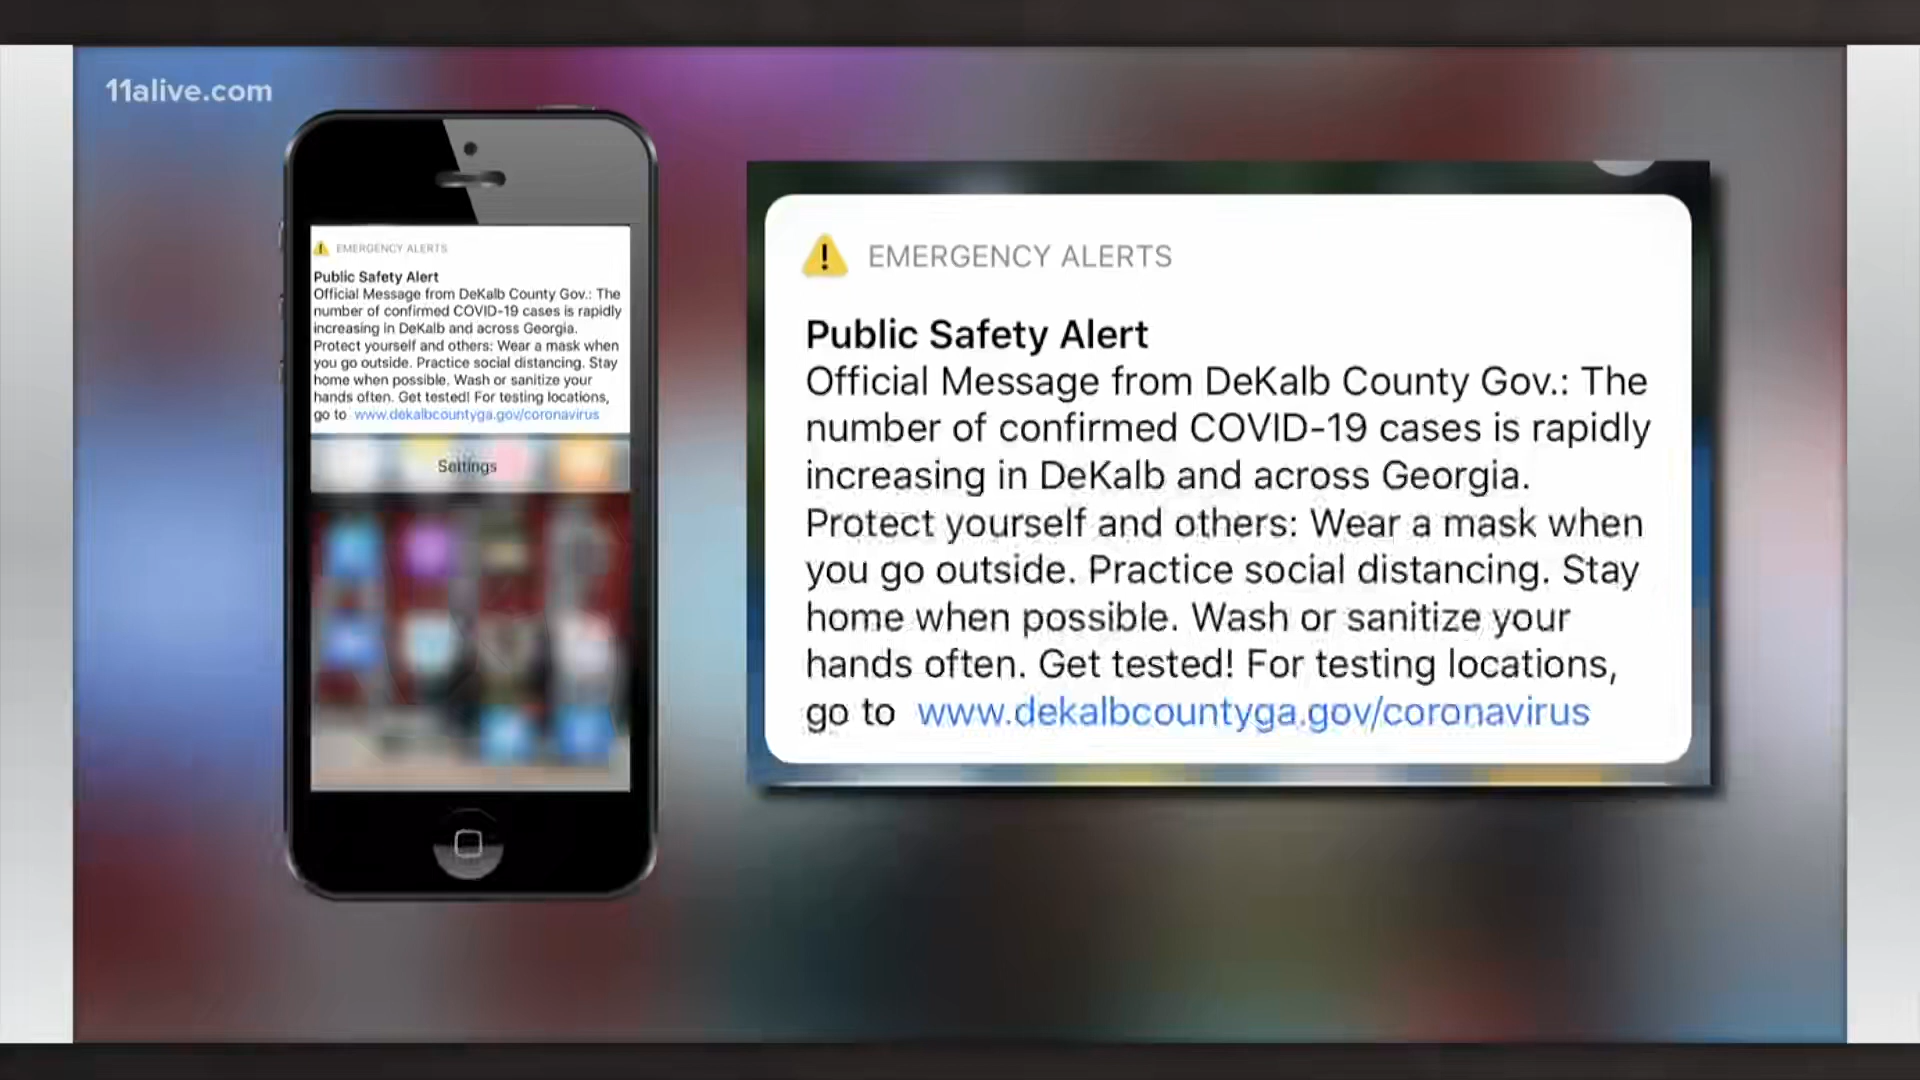 11alive.com
EMERGENCY ALERTS
Public Safety Alert
Official Message from DeKalb County Gov.: The
number of confirmed COVID-19 cases is rapidly
increasing in DeKalb and across Georgia.
Protect yourself and others: Wear a mask when
you go outside. Practice social distancing. Stay
home when possible. Wash or sanitize your
hands often. Get tested! For testing locations,
go to www.dekalbcountyga.gov/coronavirus
Settings
EMERGENCY ALERTS
Public Safety Alert
Official Message from DeKalb County Gov.: The
number of confirmed COVID-19 cases is rapidly
increasing in DeKalb and across Georgia.
Protect yourself and others: Wear a mask when
you go outside. Practice social distancing. Stay
home when possible. Wash or sanitize your
hands often. Get tested! For testing locations,
go to www.dekalbcountyga.gov/coronavirus